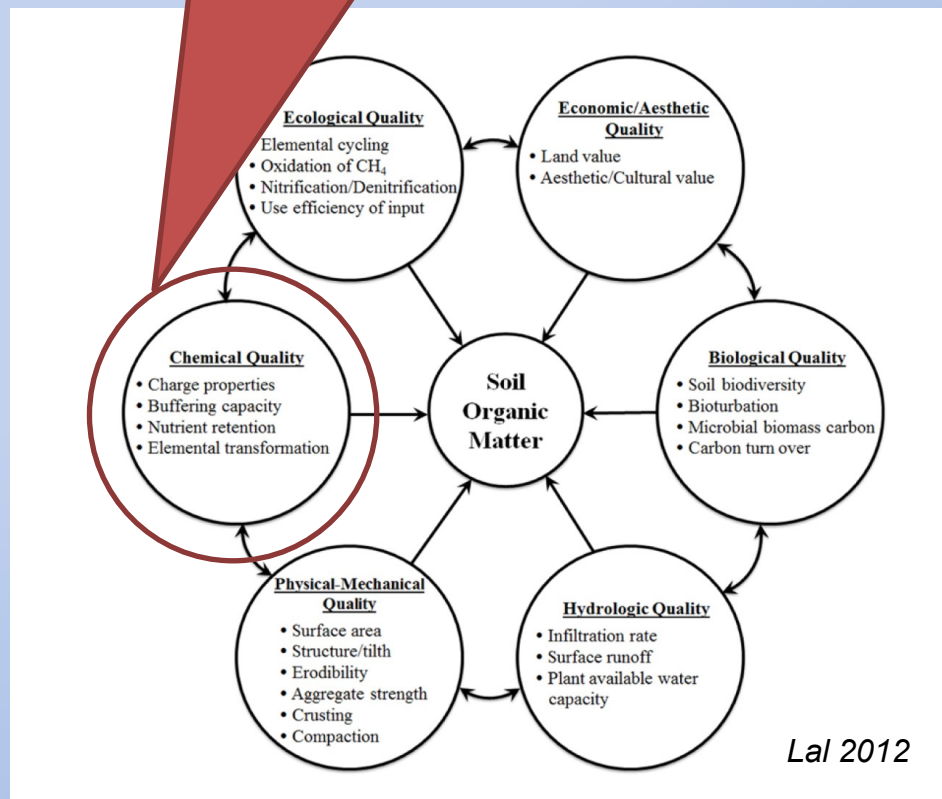 Ecological Quality
Elemental cycling
• Oxidation of CH₄
• Nitrification/Denitrification
• Use efficiency of input
Economic/Aesthetic
Quality
• Land value
• Aesthetic/Cultural value
Chemical Quality
• Charge properties
• Buffering capacity
• Nutrient retention
• Elemental transformation
Soil
Organic
Matter
Biological Quality
• Soil biodiversity
• Bioturbation
• Microbial biomass carbon
• Carbon turn over
Physical-Mechanical
Quality
• Surface area
• Structure/tilth
• Erodibility
• Aggregate strength
• Crusting
• Compaction
Hydrologic Quality
• Infiltration rate
• Surface runoff
• Plant available water
capacity
Lal 2012